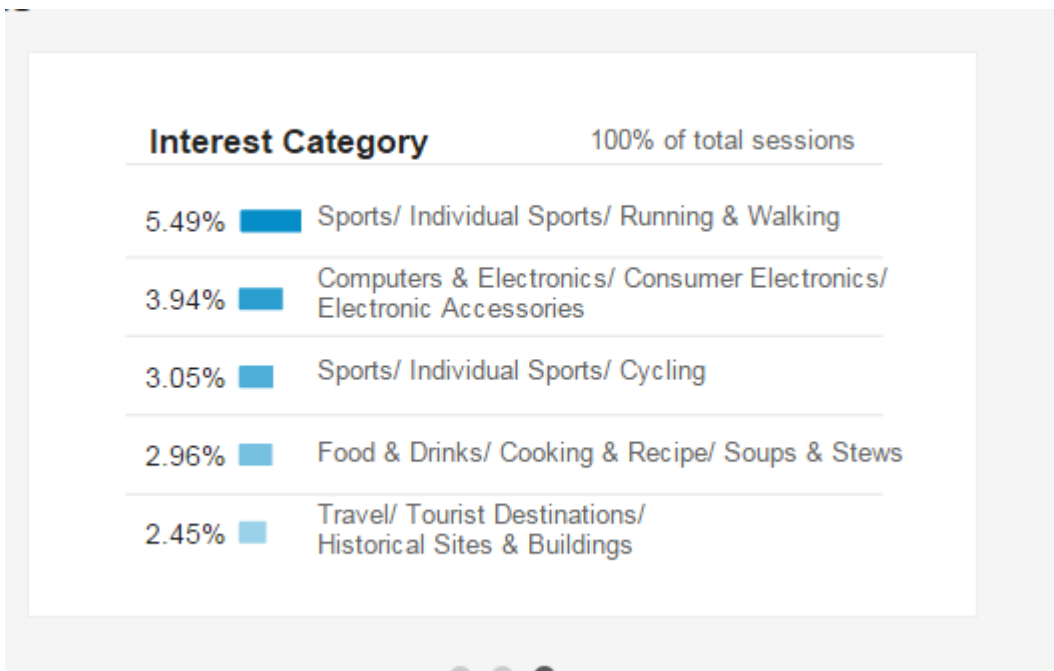 Interest Category 100% of total sessions
5.49% Sports/ Individual Sports/ Running & Walking
3.94% Computers & Electronics/ Consumer Electronics/
Electronic Accessories
3.05% Sports/ Individual Sports/ Cycling
2.96% Food & Drinks/ Cooking & Recipe/ Soups & Stews
2.45% Travel/ Tourist Destinations/
Historical Sites & Buildings